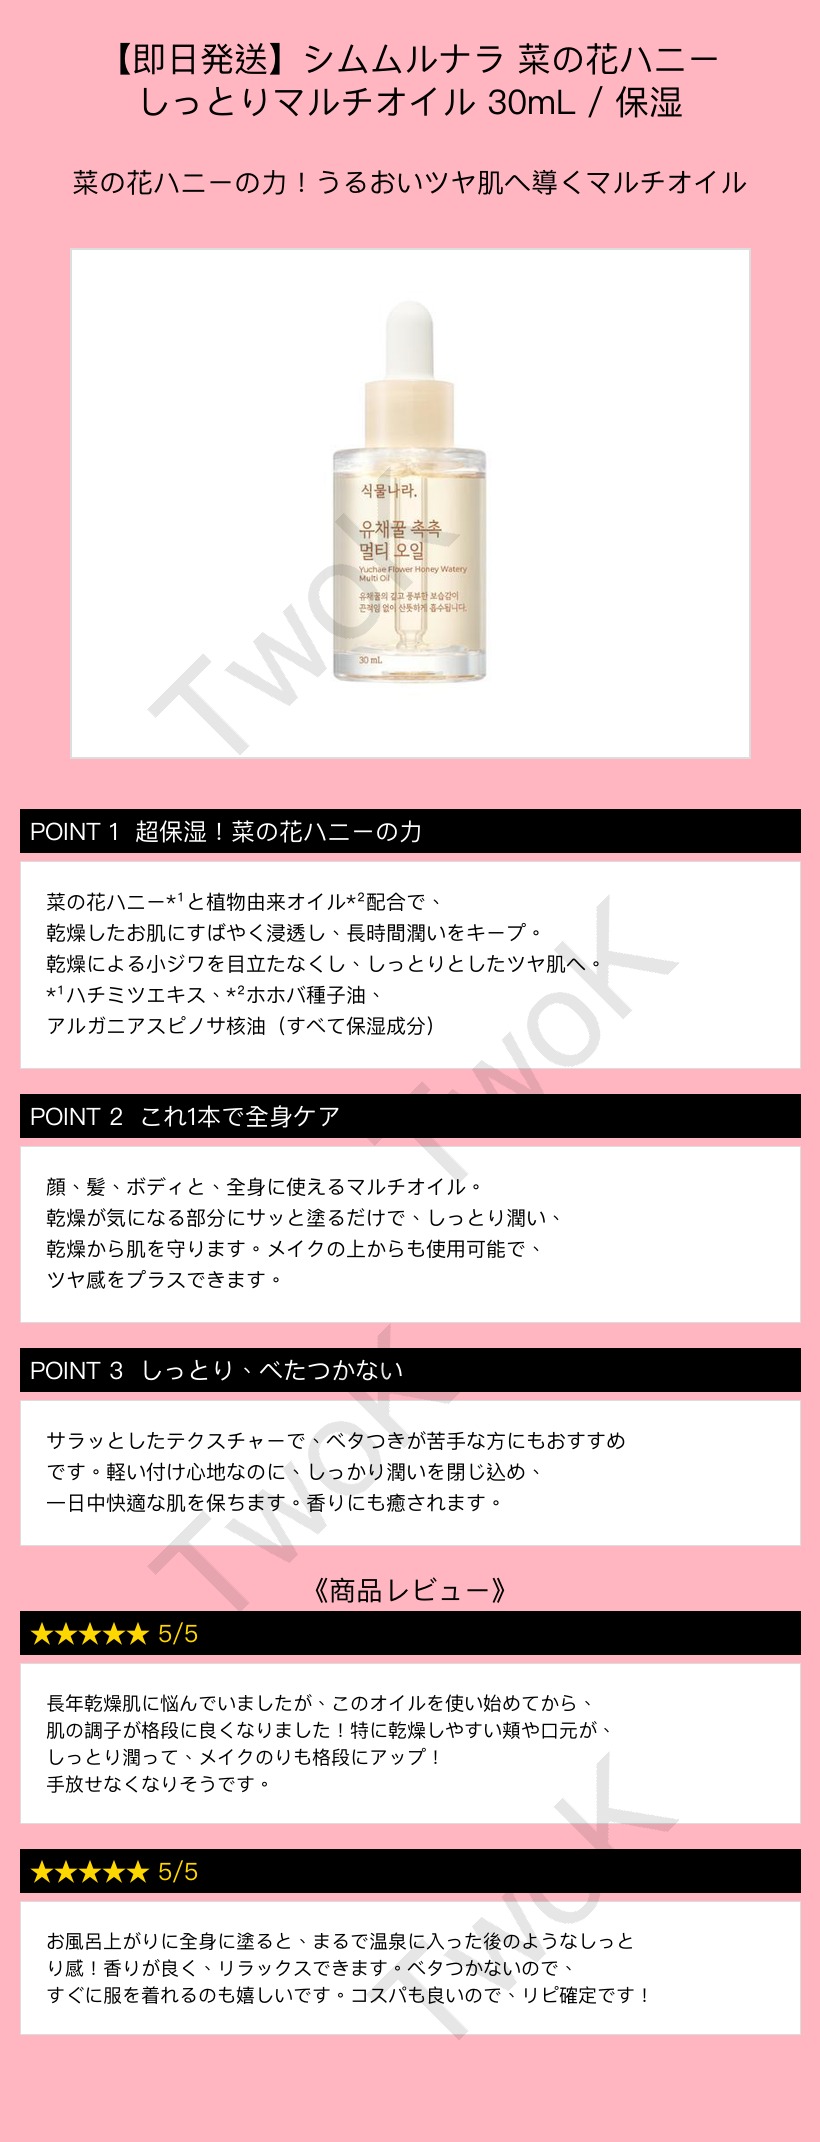 【即日発送】シムムルナラ 菜の花ハニー
しっとりマルチオイル 30mL / 保湿
菜の花ハニーの力！うるおいツヤ肌へ導くマルチオイル
식물나라.
유채꿀 촉촉
멀티 오일
Yuchae Flower Honey Watery
Multi Oil
유채꿀의 깊고 풍부한 보습감이
끈적임 없이 산뜻하게 흡수됩니다.
30 mL
TwoK
POINT 1 超保湿！菜の花ハニーの力
菜の花ハニー*¹と植物由来オイル*²配合で、
乾燥したお肌にすばやく浸透し、長時間潤いをキープ。
乾燥による小ジワを目立たなくし、しっとりとしたツヤ肌へ。
*¹ハチミツエキス、*²ホホバ種子油、
アルガニアスピノサ核油（すべて保湿成分）
TwoK
POINT 2 これ1本で全身ケア
顔、髪、ボディと、全身に使えるマルチオイル。
乾燥が気になる部分にサッと塗るだけで、しっとり潤い、
乾燥から肌を守ります。メイクの上からも使用可能で、
ツヤ感をプラスできます。
POINT 3 しっとり、べたつかない
サラッとしたテクスチャーで、ベタつきが苦手な方にもおすすめ
です。軽い付け心地なのに、しっかり潤いを閉じ込め、
一日中快適な肌を保ちます。香りにも癒されます。
TwoK
《商品レビュー》
★★★★★ 5/5
長年乾燥肌に悩んでいましたが、このオイルを使い始めてから、
肌の調子が格段に良くなりました！特に乾燥しやすい頬や口元が、
しっとり潤って、メイクのりも格段にアップ！
手放せなくなりそうです。
★★★★★ 5/5
お風呂上がりに全身に塗ると、まるで温泉に入った後のようなしっと
り感！香りが良く、リラックスできます。ベタつかないので、
すぐに服を着れるのも嬉しいです。コスパも良いので、リピ確定です！
TwoK